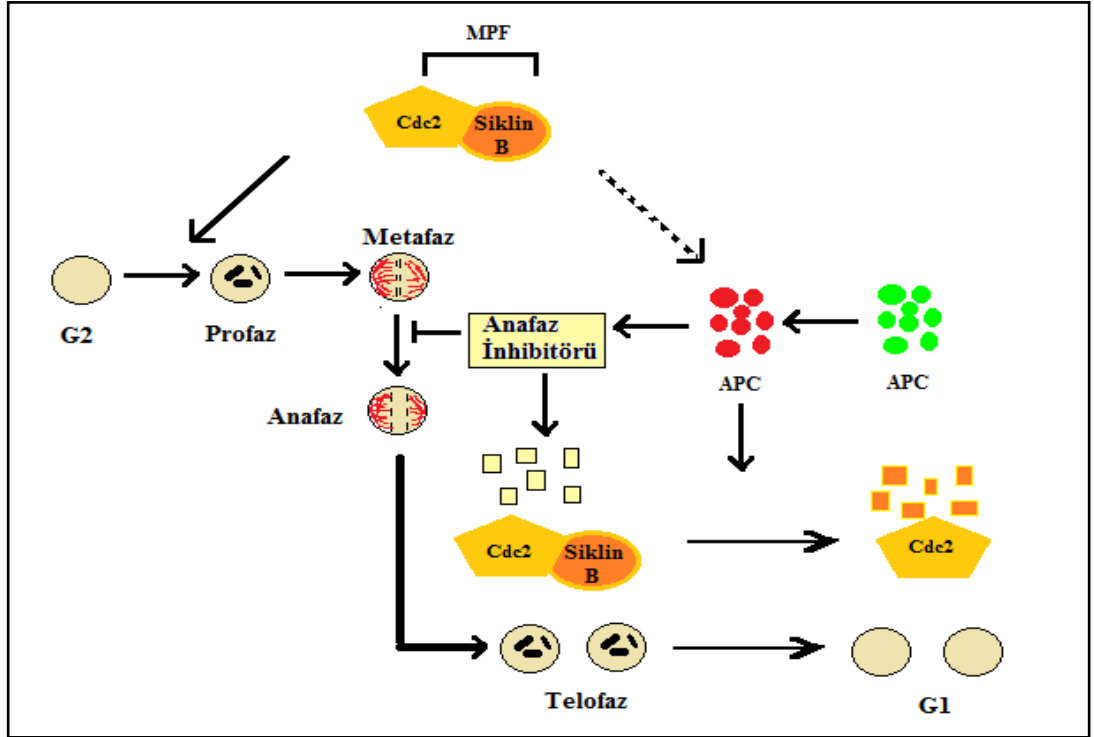 MPF
Cdc2
Siklin
B
Metafaz
G2
Profaz
Anafaz
İnhibitörü
APC
APC
Anafaz
Cdc2
Siklin
B
Cdc2
Telofaz
G1